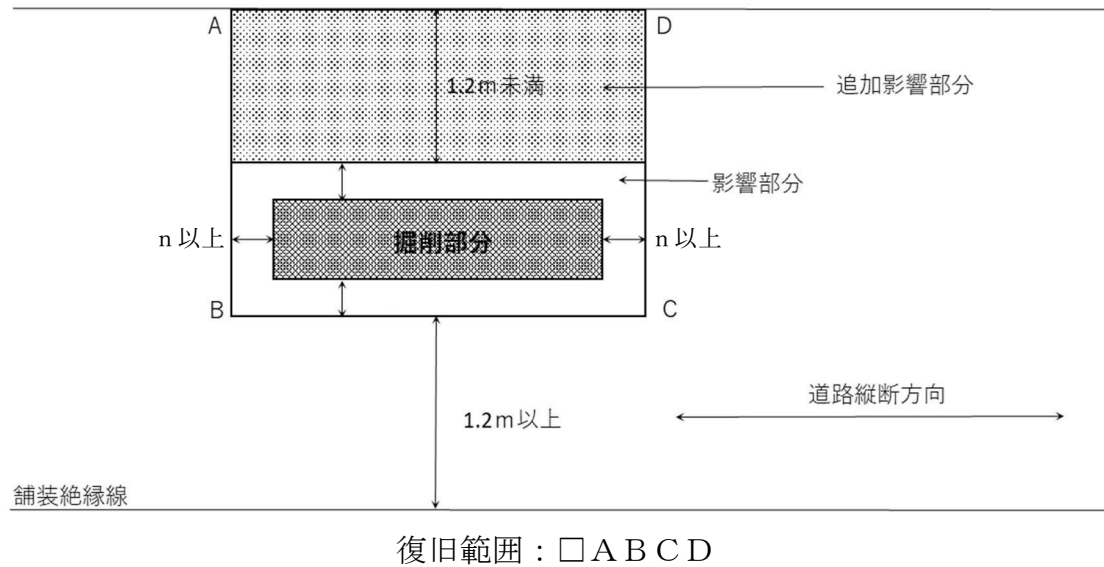 A
D
1.2m未満
追加影響部分
影響部分
n以上
掘削部分
n以上
B
C
道路縦断方向
1.2m以上
舗装絶縁線
復旧範囲：□ＡＢＣＤ